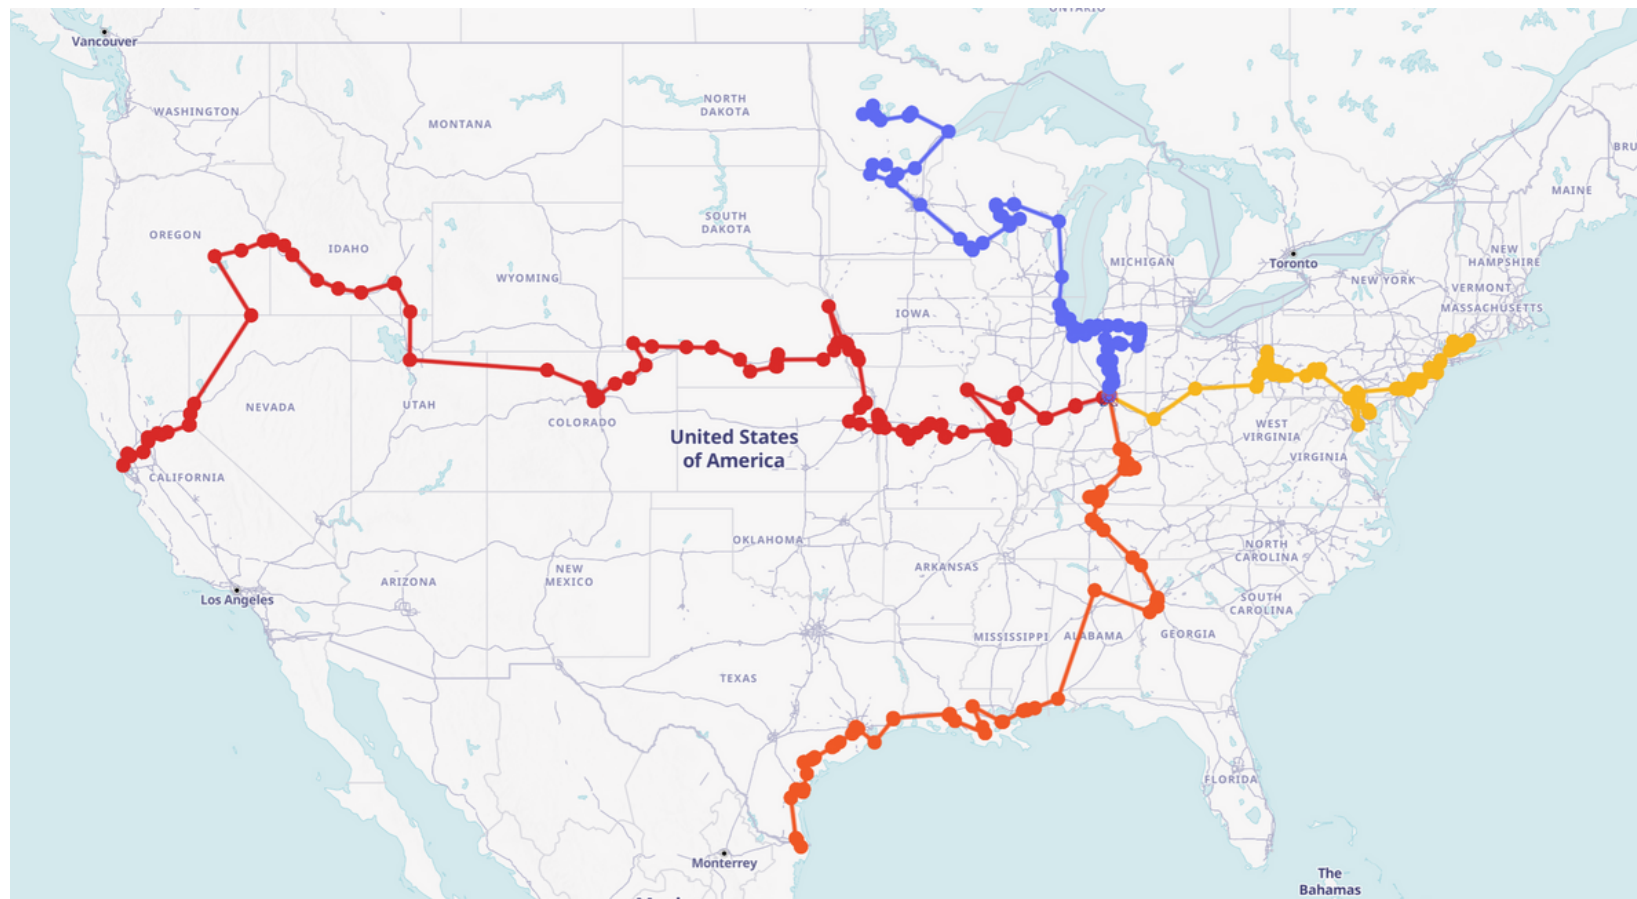 ONTARIO
Vancouver
WASHINGTON
MONTANA
NORTH
DAKOTA
BRU
MAINE
OREGON
IDAHO
SOUTH
DAKOTA
WYOMING
MICHIGAN
Toronto
NEW
HAMPSHIRE
NEW YORK
VERMONT
MASSACHUSETTS
IOWA
NEVADA
UTAH
COLORADO
United States
of America
WEST
VIRGINIA
VIRGINIA
CALIFORNIA
OKLAHOMA
NORTH
CAROLINA
ARKANSAS
NEW
MEXICO
ARIZONA
Los Angeles
SOUTH
CAROLINA
MISSISSIPPI
ALABAMA
GEORGIA
TEXAS
FLORIDA
Monterrey
The
Bahamas